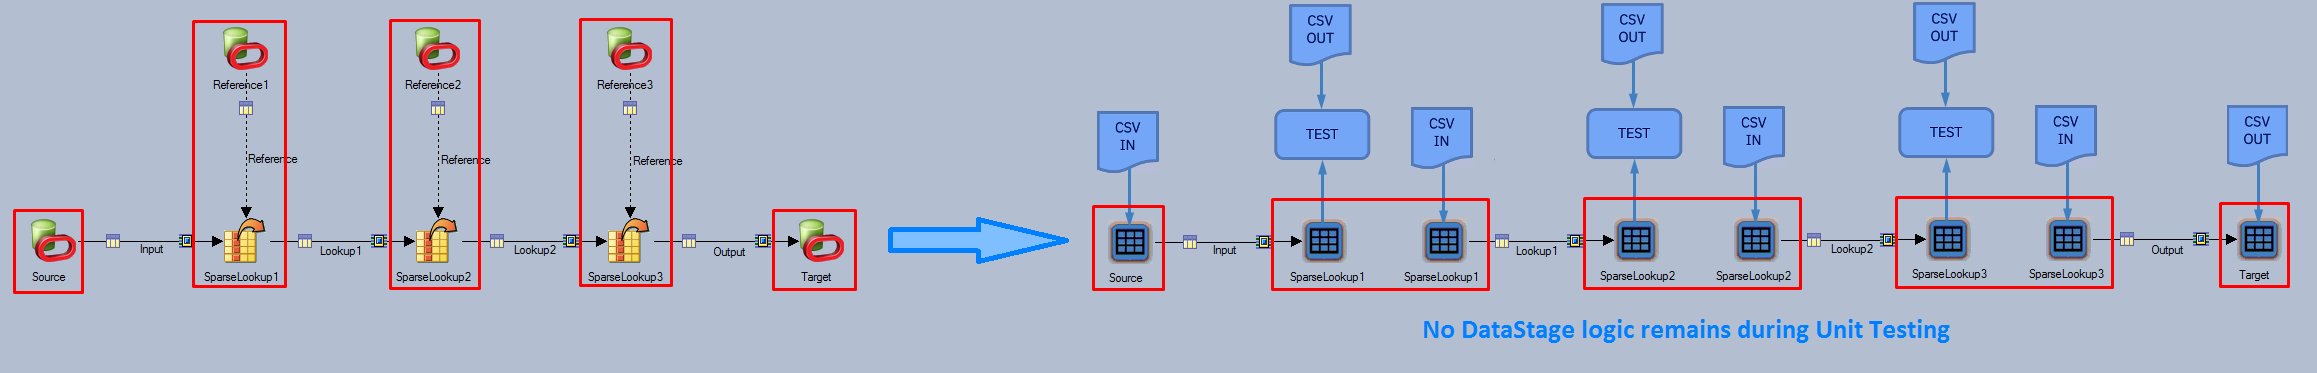 Reference1
Reference2
Reference3
Reference
Reference
Reference
Source
Input
SparseLookup1
Lookup1
SparseLookup2
Lookup2
SparseLookup3
Output
Target
CSV
OUT
CSV
OUT
CSV
OUT
CSV
IN
TEST
CSV
IN
TEST
CSV
IN
TEST
CSV
IN
CSV
OUT
Source
Input
SparseLookup1
SparseLookup1
Lookup1
SparseLookup2
SparseLookup2
Lookup2
SparseLookup3
SparseLookup3
Output
Target
No DataStage logic remains during Unit Testing